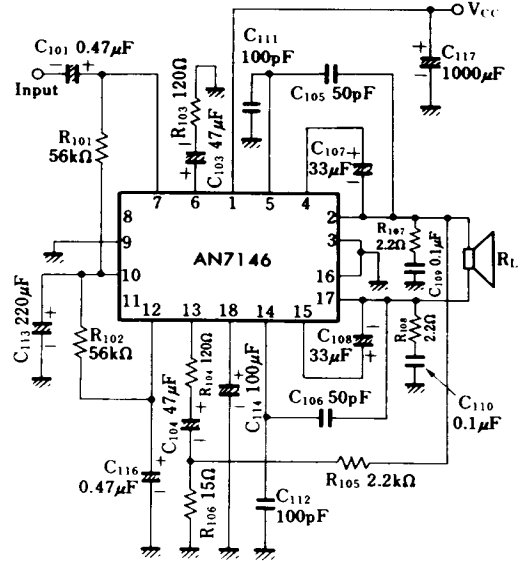 VCC
C101 0.47μF
Input
R103 120Ω
C103 47μF
C111
100pF
C105 50pF
C117
1000μF
R101
56kΩ
C107
33μF
7
6
1
5
4
8
9
10
11
2
3
16
17
AN7146
R107
2.2Ω
C109 0.1μF
RL
12
13
18
14
15
C113 220μF
R102
56kΩ
C104 47μF
R104 120Ω
100μF
C114
C108
33μF
R108
2.2Ω
C106 50pF
C110
0.1μF
C116
0.47μF
R106 15Ω
R105 2.2kΩ
C112
100pF